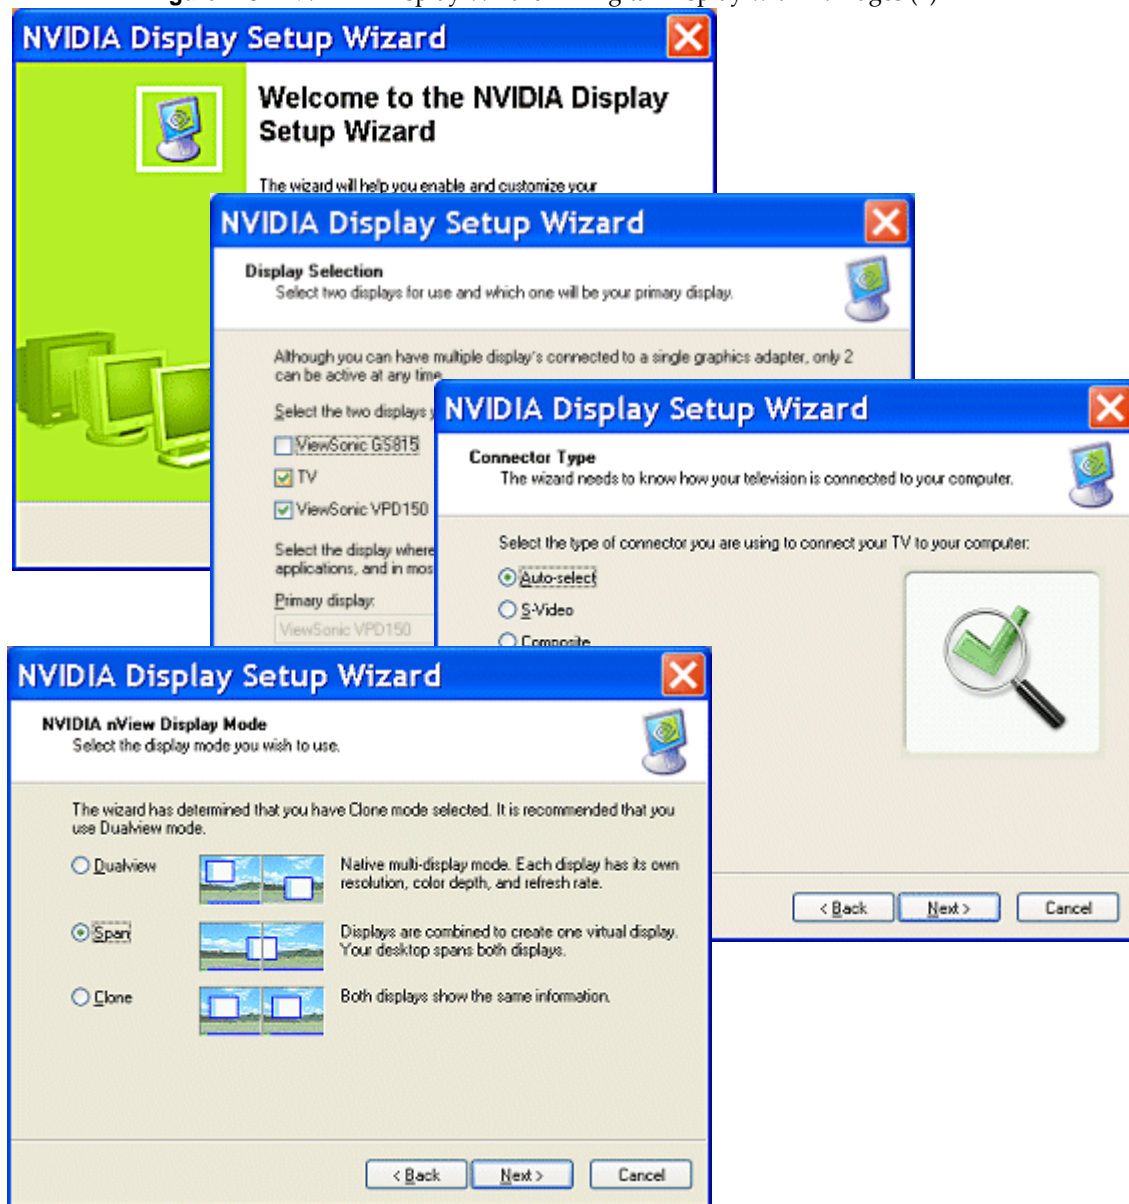 NVIDIA Display Setup Wizard
Welcome to the NVIDIA Display
Setup Wizard
The wizard will help you enable and customize your
NVIDIA Display Setup Wizard
Display Selection
Select two displays for use and which one will be your primary display.
Although you can have multiple display's connected to a single graphics adapter, only 2
can be active at any time.
Select the two displays
ViewSonic GS815
TV
ViewSonic VPD150
Select the display where
applications, and in mos
Primary display:
ViewSonic VPD150
NVIDIA Display Setup Wizard
Connector Type
The wizard needs to know how your television is connected to your computer.
Select the type of connector you are using to connect your TV to your computer:
Auto-select
S-Video
Composite
< Back Next > Cancel
NVIDIA Display Setup Wizard
NVIDIA nView Display Mode
Select the display mode you wish to use.
The wizard has determined that you have Clone mode selected. It is recommended that you
use Dualview mode.
Dualview
Native multi-display mode. Each display has its own
resolution, color depth, and refresh rate.
Span
Displays are combined to create one virtual display.
Your desktop spans both displays.
Clone
Both displays show the same information.
< Back Next > Cancel